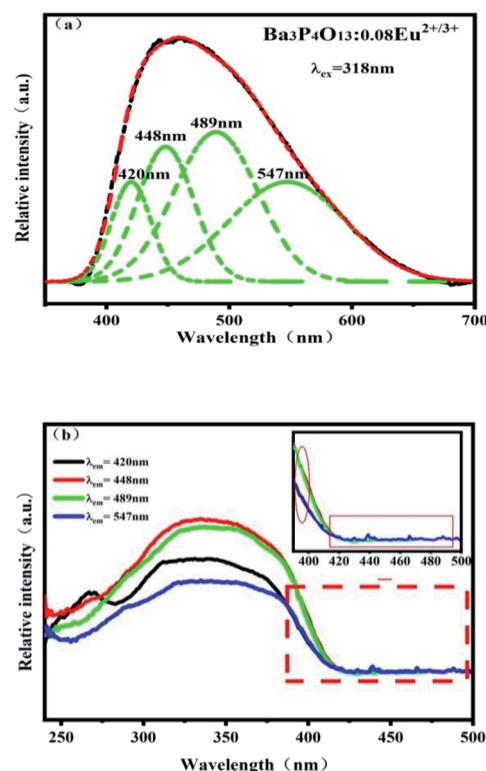 (a)
Ba3P4O13:0.08Eu2+/3+
λex=318nm
489nm
448nm
420nm
547nm
Relative intensity（a.u.）
400 500 600 700
Wavelength（nm）
（b）
λem= 420nm
λem= 448nm
λem= 489nm
λem= 547nm
400 420 440 460 480 500
Relative intensity（a.u.）
250 300 350 400 450 500
Wavelength（nm）